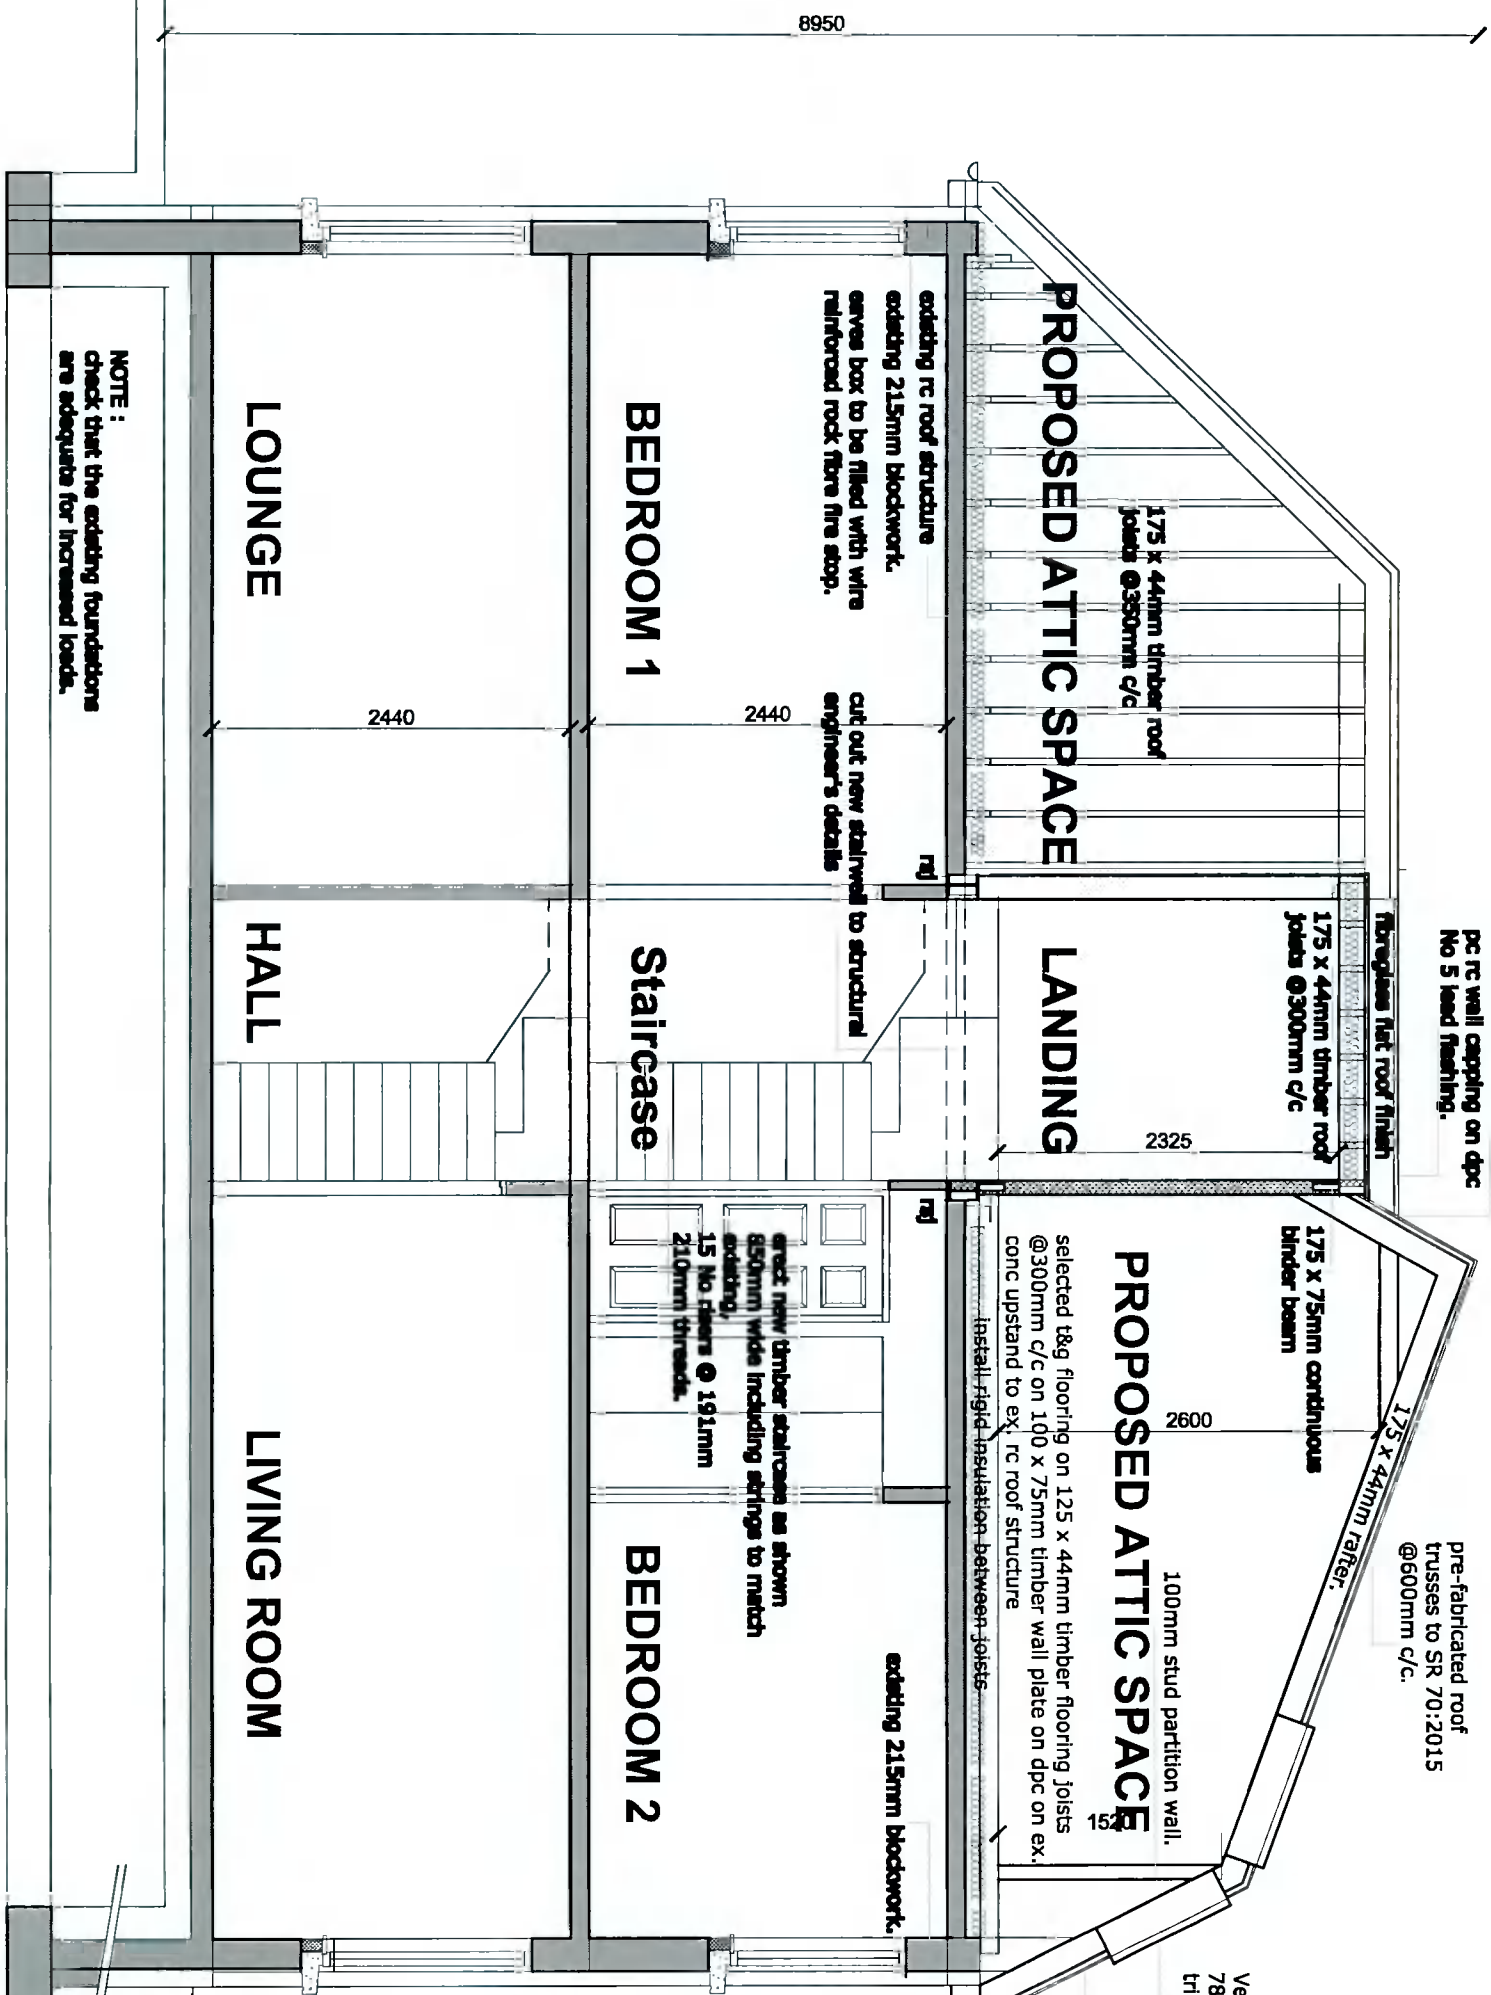 8950
pc rc wall capping on dpc
No 5 lead flashing.
pre-fabricated roof
trusses to SR 70:2015
@600mm c/c.
fibreglass flat roof finish
175 x 44mm timber roof
joists @300mm c/c
175 x 44mm rafter.
175 x 75mm continuous
binder beam
175 x 44mm timber roof
joists @350mm c/c
PROPOSED ATTIC SPACE
LANDING
2325
2600
100mm stud partition wall.
PROPOSED ATTIC SPACE
1520
selected t&g flooring on 125 x 44mm timber flooring joists
@300mm c/c on 100 x 75mm timber wall plate on dpc on ex.
conc upstand to ex. rc roof structure
install rigid insulation between joists
existing rc roof structure
existing 215mm blockwork.
eaves box to be filled with wire
reinforced rock fibre fire stop.
raj
raj
cut out new stairwell to structural
engineer's details
existing 215mm blockwork.
2440
BEDROOM 1
Staircase
erect new timber staircase as shown
850mm wide including strings to match
existing,
15 No risers @ 191mm
210mm threads.
BEDROOM 2
2440
LOUNGE
HALL
LIVING ROOM
NOTE :
check that the existing foundations
are adequate for increased loads.
Ve
78
tri